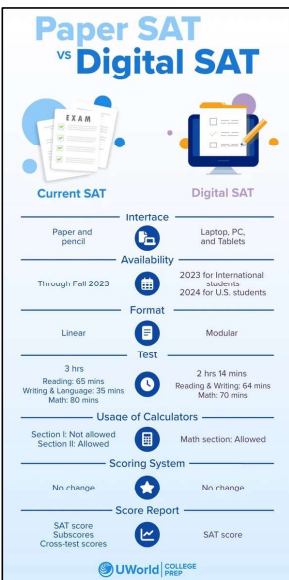 Paper SAT
vs Digital SAT
EXAM
Current SAT
Digital SAT
Interface
Paper and
pencil
Laptop, PC,
and Tablets
Availability
Through Fall 2023
2023 for International
students
2024 for U.S. students
Format
Linear
Modular
Test
3 hrs
Reading: 65 mins
Writing & Language: 35 mins
Math: 80 mins
2 hr 14 mins
Reading & Writing: 64 mins
Math: 70 mins
Usage of Calculators
Section I: Not allowed
Section II: Allowed
Math section: Allowed
Scoring System
No change
No change
Score Report
SAT score
Subscores
Cross-test scores
SAT score
UWorld COLLEGE
PREP